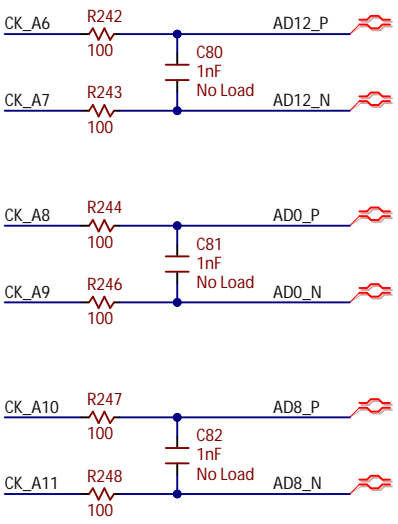 CK_A6
R242
100
AD12_P
C80
1nF
No Load
CK_A7
R243
100
AD12_N
CK_A8
R244
100
AD0_P
C81
1nF
No Load
CK_A9
R246
100
AD0_N
CK_A10
R247
100
AD8_P
C82
1nF
No Load
CK_A11
R248
100
AD8_N